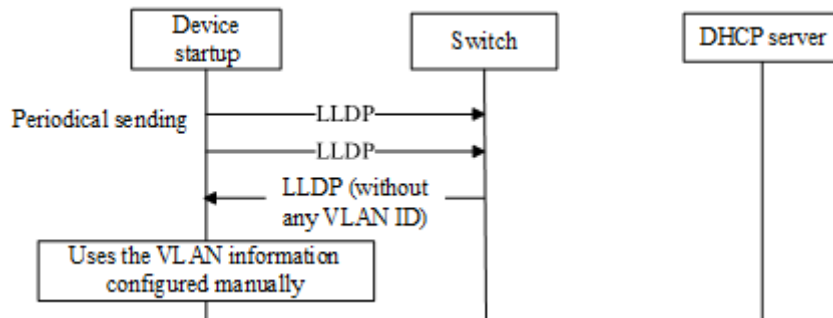 Device
startup
Switch
DHCP server
Periodical sending
LLDP
LLDP
LLDP (without
any VLAN ID)
Uses the VLAN information
configured manually